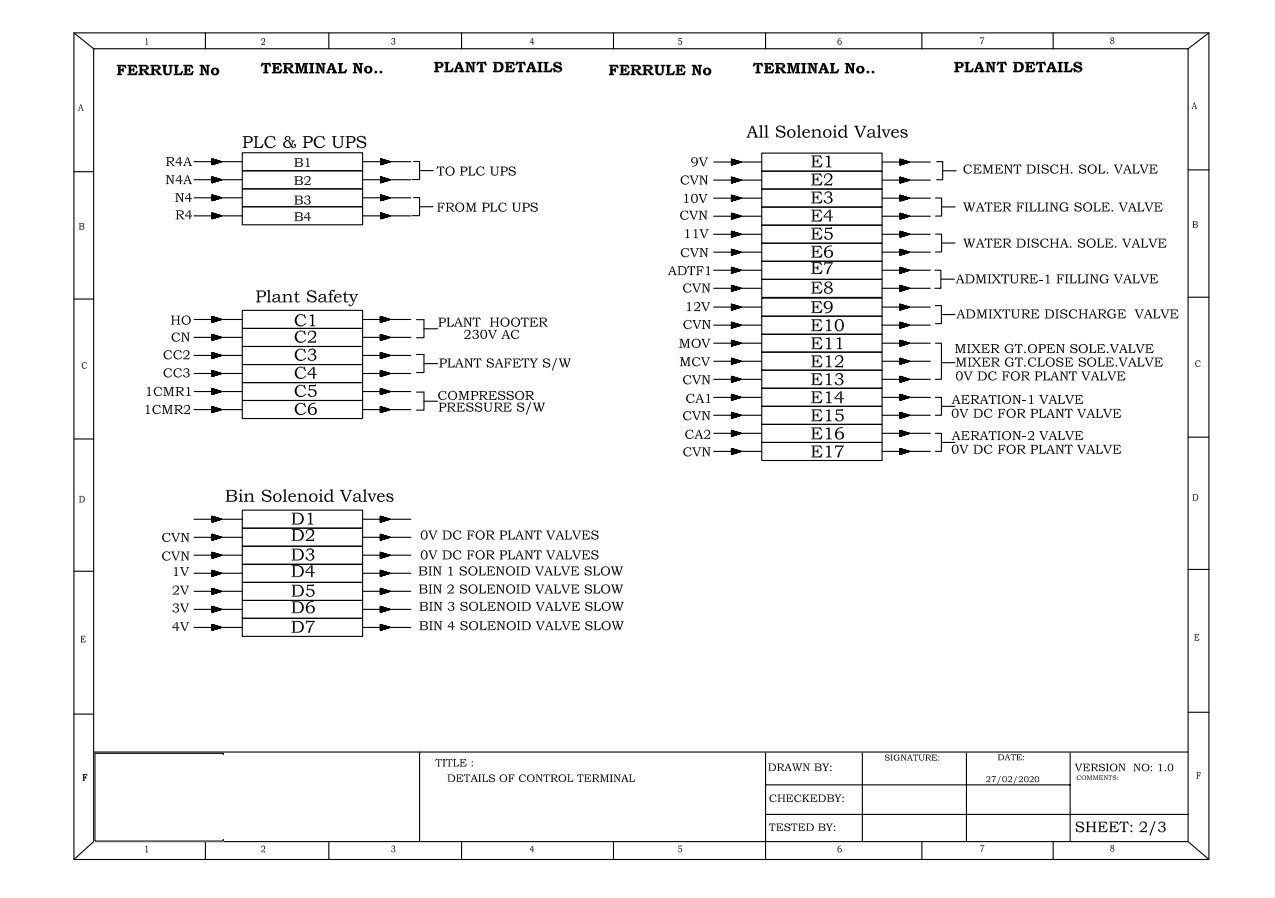 1 2 3 4 5 6 7 8
FERRULE No TERMINAL No.. PLANT DETAILS FERRULE No TERMINAL No.. PLANT DETAILS
A A
PLC & PC UPS
R4A B1
N4A B2
TO PLC UPS
N4 B3
R4 B4
FROM PLC UPS
B
Plant Safety
HO C1
CN C2
PLANT HOOTER
230V AC
CC2 C3
CC3 C4
PLANT SAFETY S/W
1CMR1 C5
1CMR2 C6
COMPRESSOR
PRESSURE S/W
C
Bin Solenoid Valves
D1
CVN D2 0V DC FOR PLANT VALVES
CVN D3 0V DC FOR PLANT VALVES
1V D4 BIN 1 SOLENOID VALVE SLOW
2V D5 BIN 2 SOLENOID VALVE SLOW
3V D6 BIN 3 SOLENOID VALVE SLOW
4V D7 BIN 4 SOLENOID VALVE SLOW
D
E
All Solenoid Valves
9V E1
CVN E2
CEMENT DISCH. SOL. VALVE
10V E3
CVN E4
WATER FILLING SOLE. VALVE
11V E5
CVN E6
WATER DISCHA. SOLE. VALVE
ADTF1 E7
CVN E8
ADMIXTURE-1 FILLING VALVE
12V E9
CVN E10
ADMIXTURE DISCHARGE VALVE
MOV E11
MCV E12
CVN E13
MIXER GT.OPEN SOLE.VALVE
MIXER GT.CLOSE SOLE.VALVE
0V DC FOR PLANT VALVE
CA1 E14
CVN E15
AERATION-1 VALVE
0V DC FOR PLANT VALVE
CA2 E16
CVN E17
AERATION-2 VALVE
0V DC FOR PLANT VALVE
B
C
D
E
F F
TITLE :
DETAILS OF CONTROL TERMINAL
SIGNATURE: DATE:
DRAWN BY: 27/02/2020
VERSION NO: 1.0
COMMENTS:
CHECKEDBY:
TESTED BY:
SHEET: 2/3
1 2 3 4 5 6 7 8